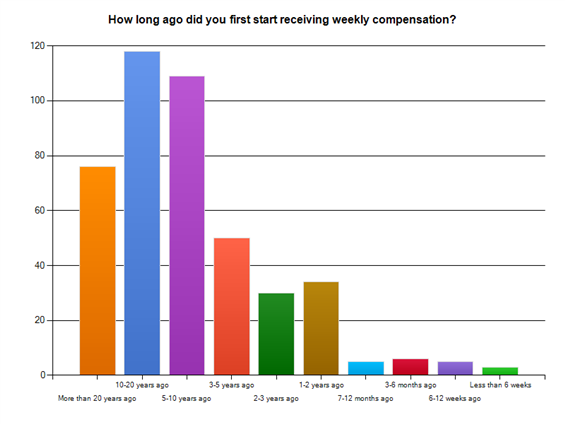 How long ago did you first start receiving weekly compensation?
120
100
80
60
40
20
0
10-20 years ago 3-5 years ago 1-2 years ago 3-6 months ago Less than 6 weeks
More than 20 years ago 5-10 years ago 2-3 years ago 7-12 months ago 6-12 weeks ago